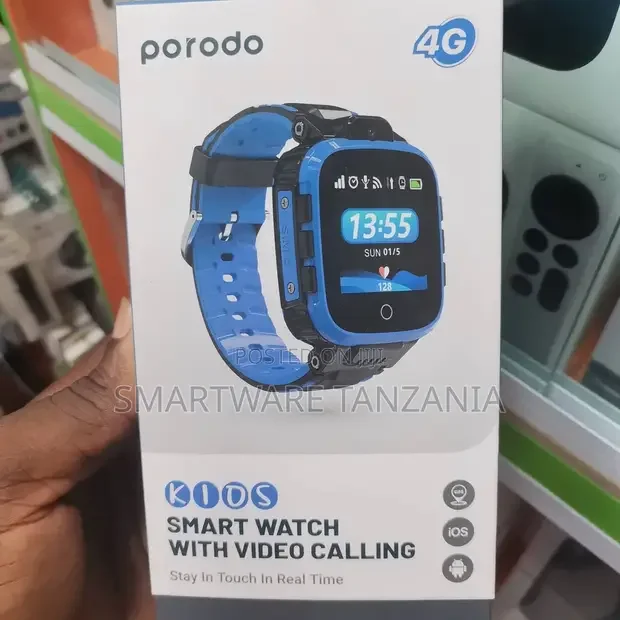 porodo
4G
13:55
SUN 01/5
128
POSTED ON
SMARTWARE TANZANIA
KIDS
SMART WATCH
WITH VIDEO CALLING
Stay In Touch In Real Time
iOS